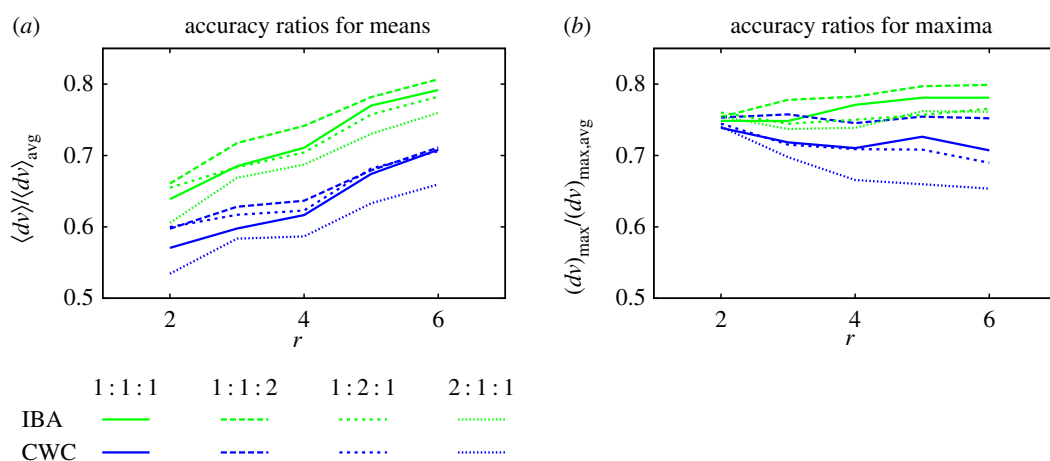 (a) accuracy ratios for means
0.8
0.7
0.6
0.5
⟨dv⟩/⟨dv⟩avg
2 4 6
r
(b) accuracy ratios for maxima
0.8
0.7
0.6
0.5
(dv)max/(dv)max,avg
2 4 6
r
1:1:1 1:1:2 1:2:1 2:1:1
IBA
CWC